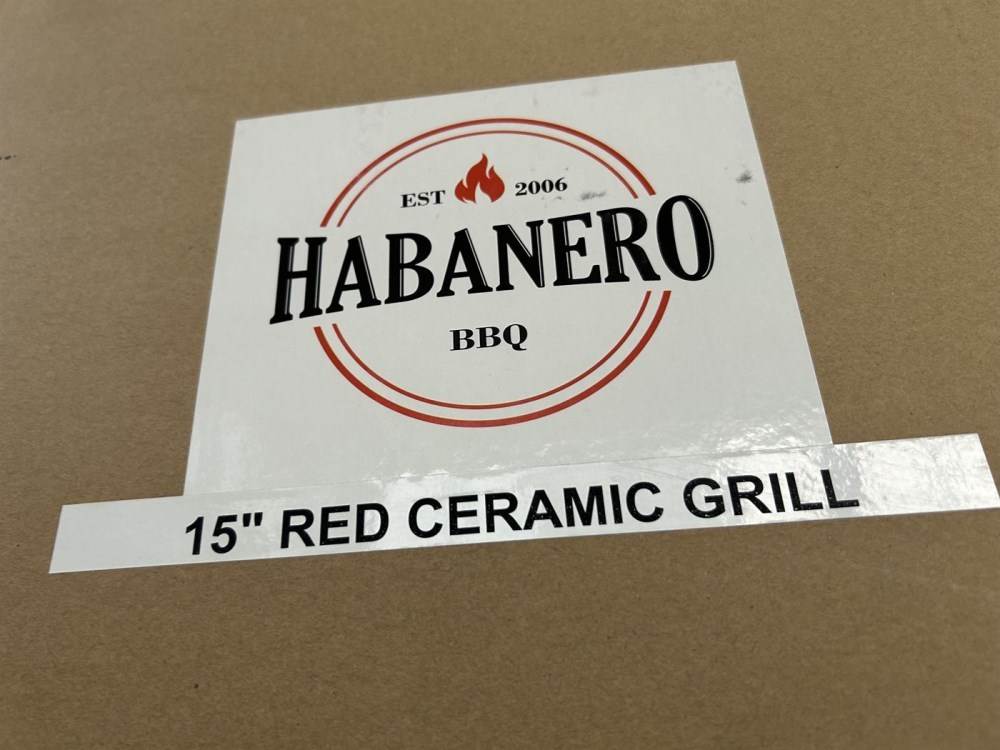 EST 2006
HABANERO
BBQ
15" RED CERAMIC GRILL